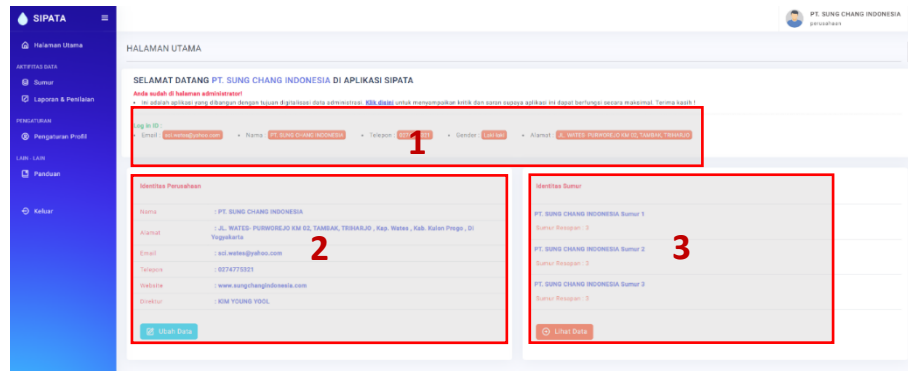 SIPATA
PT. SUNG CHANG INDONESIA
perusahaan
Halaman Utama
AKTIFITAS DATA
Sumur
Laporan & Penilaian
PENGATURAN
Pengaturan Profil
LAIN - LAIN
Panduan
Keluar
HALAMAN UTAMA
SELAMAT DATANG PT. SUNG CHANG INDONESIA DI APLIKASI SIPATA
Anda sudah di halaman administrator!
• Ini adalah aplikasi yang dibangun dengan tujuan digitalisasi data administrasi. Klik disini untuk menyampaikan kritik dan saran supaya aplikasi ini dapat berfungsi secara maksimal. Terima kasih !
Log in ID :
• Email : sci.wates@yahoo.com • Nama : PT. SUNG CHANG INDONESIA • Telepon : • Gender : Laki laki • Alamat : JL. WATES- PURWOREJO KM 02, TAMBAK, TRIHARJO
1
Identitas Perusahaan
Nama : PT. SUNG CHANG INDONESIA
Alamat : JL. WATES- PURWOREJO KM 02, TAMBAK, TRIHARJO , Kap. Wates , Kab. Kulon Progo , DI
Yogyakarta
Email : sci.wates@yahoo.com
Telepon : 0274773321
Website : www.sungchangindonesia.com
Direktur : KIM YOUNG YOOL
Ubah Data
2
Identitas Sumur
PT. SUNG CHANG INDONESIA Sumur 1
Sumur Resapan : 2
PT. SUNG CHANG INDONESIA Sumur 2
Sumur Resapan : 2
PT. SUNG CHANG INDONESIA Sumur 3
Sumur Resapan : 2
Lihat Data
3